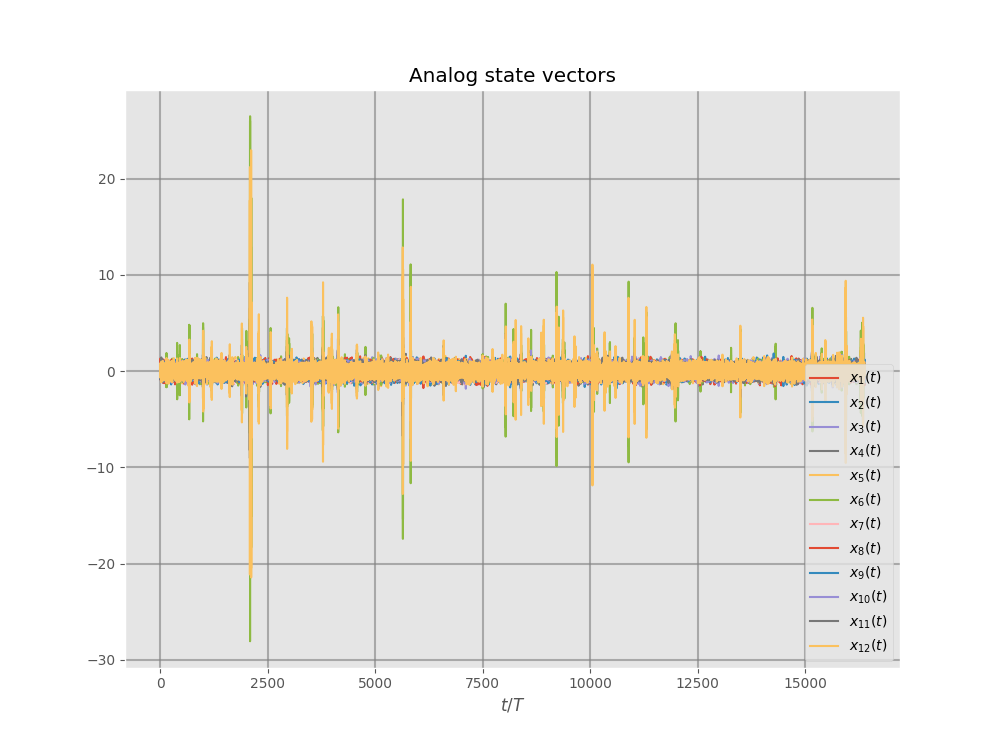 Analog state vectors
20
10
0
−10
−20
−30
0 2500 5000 7500 10000 12500 15000
t/T
x₁(t)
x₂(t)
x₃(t)
x₄(t)
x₅(t)
x₆(t)
x₇(t)
x₈(t)
x₉(t)
x₁₀(t)
x₁₁(t)
x₁₂(t)